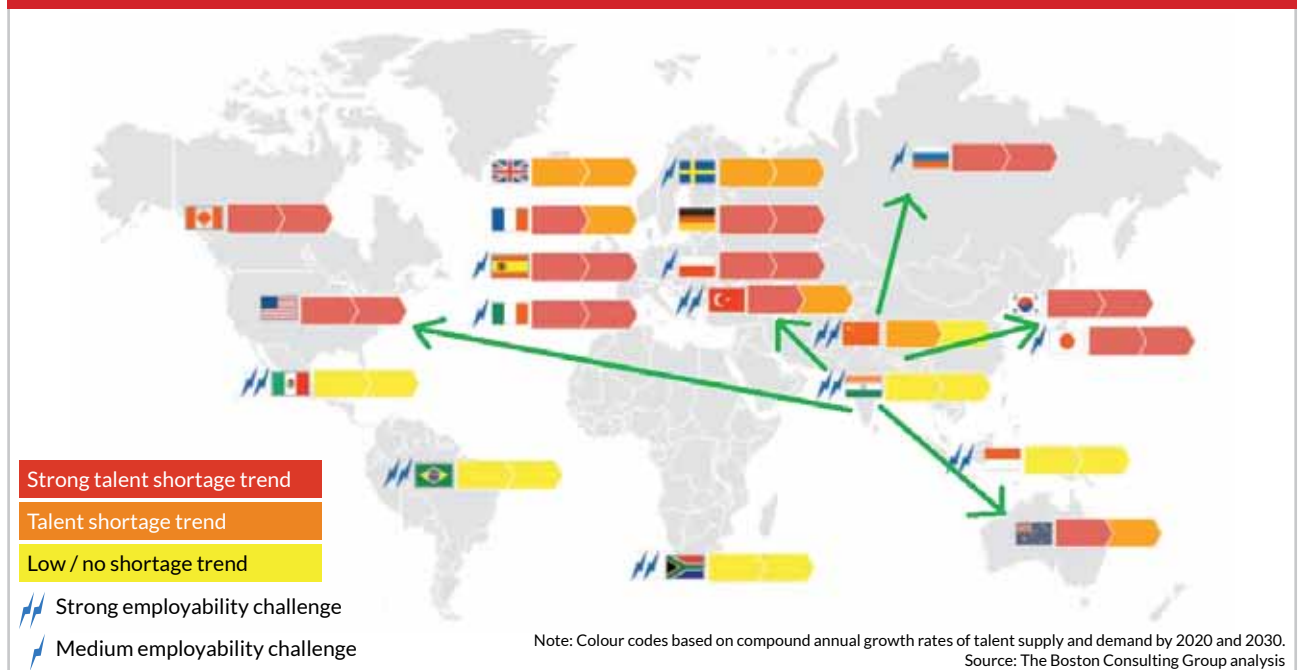 Strong talent shortage trend
Talent shortage trend
Low / no shortage trend
Strong employability challenge
Medium employability challenge
Note: Colour codes based on compound annual growth rates of talent supply and demand by 2020 and 2030.
Source: The Boston Consulting Group analysis